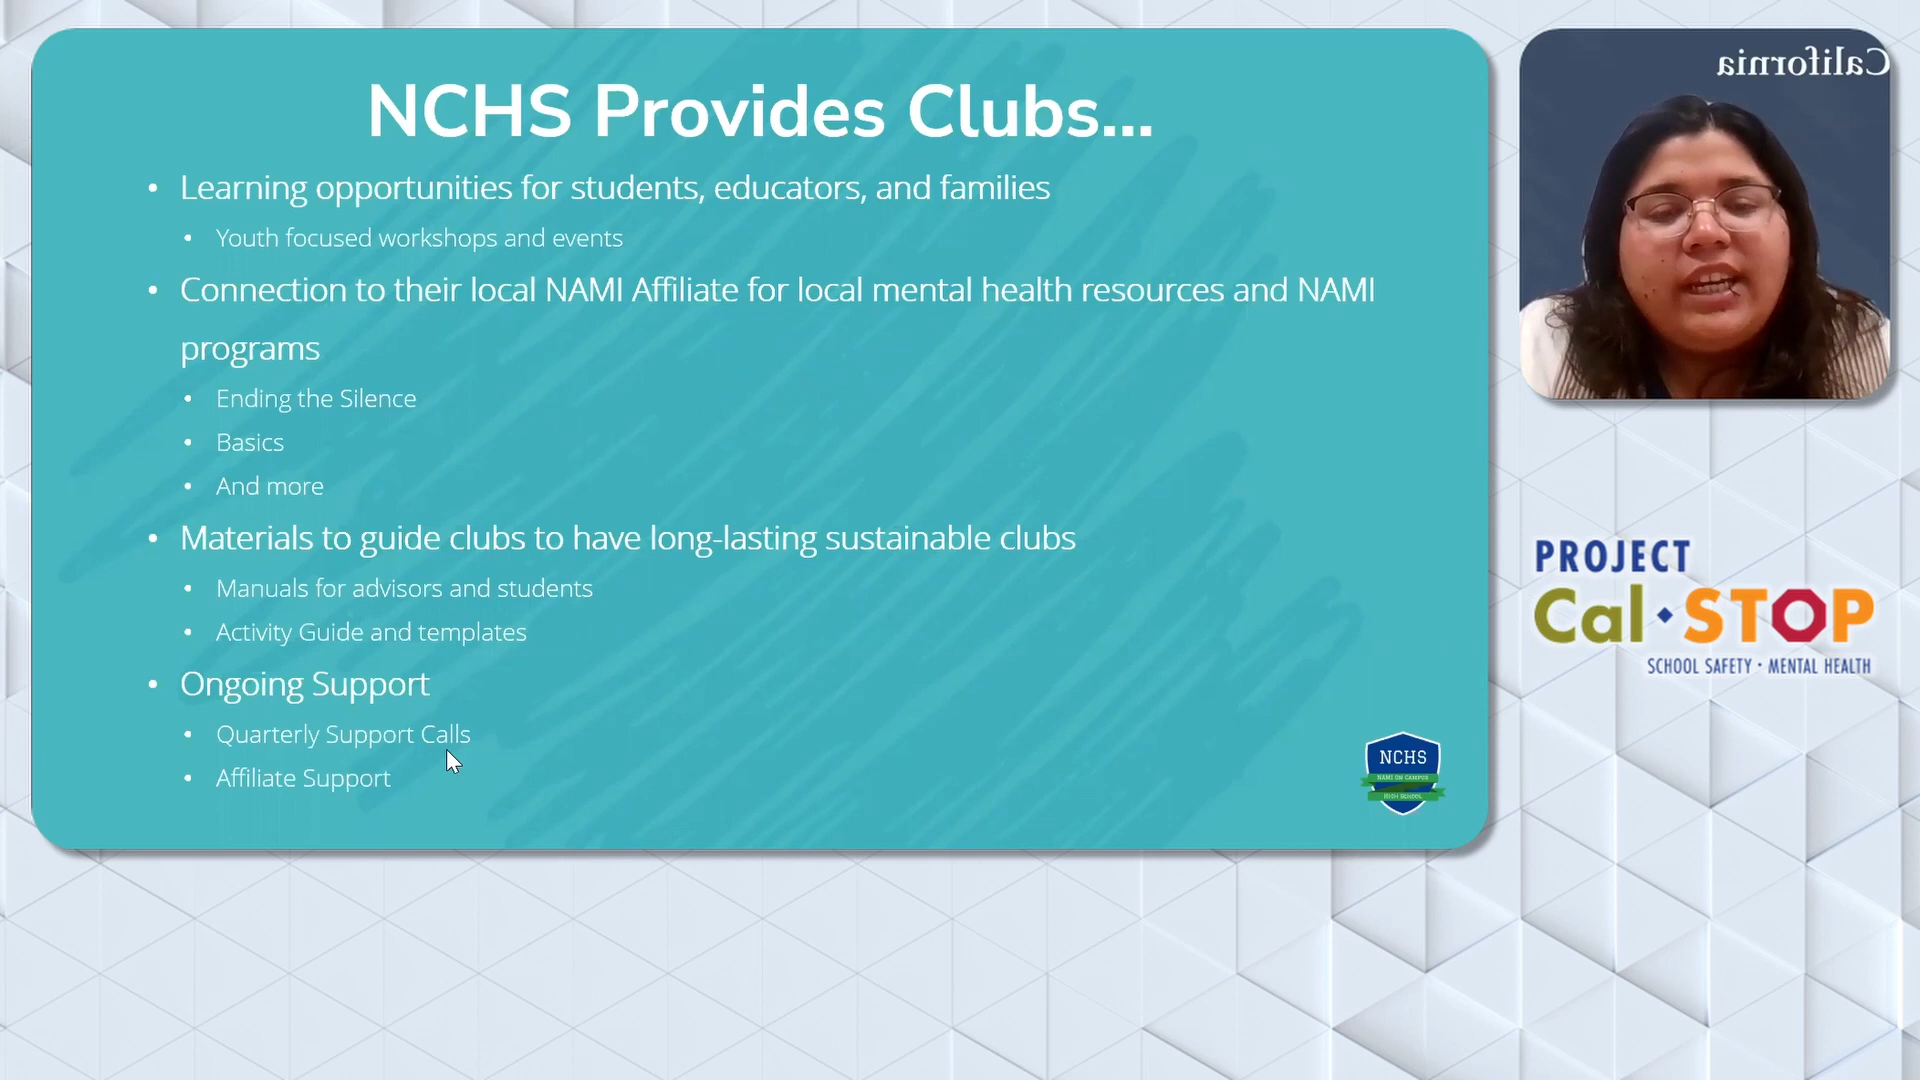 NCHS Provides Clubs...
• Learning opportunities for students, educators, and families
• Youth focused workshops and events
• Connection to their local NAMI Affiliate for local mental health resources and NAMI
programs
• Ending the Silence
• Basics
• And more
• Materials to guide clubs to have long-lasting sustainable clubs
• Manuals for advisors and students
• Activity Guide and templates
• Ongoing Support
• Quarterly Support Calls
• Affiliate Support
NCHS
NAMI ON CAMPUS
HIGH SCHOOL
California
PROJECT
Cal•STOP
SCHOOL SAFETY • MENTAL HEALTH